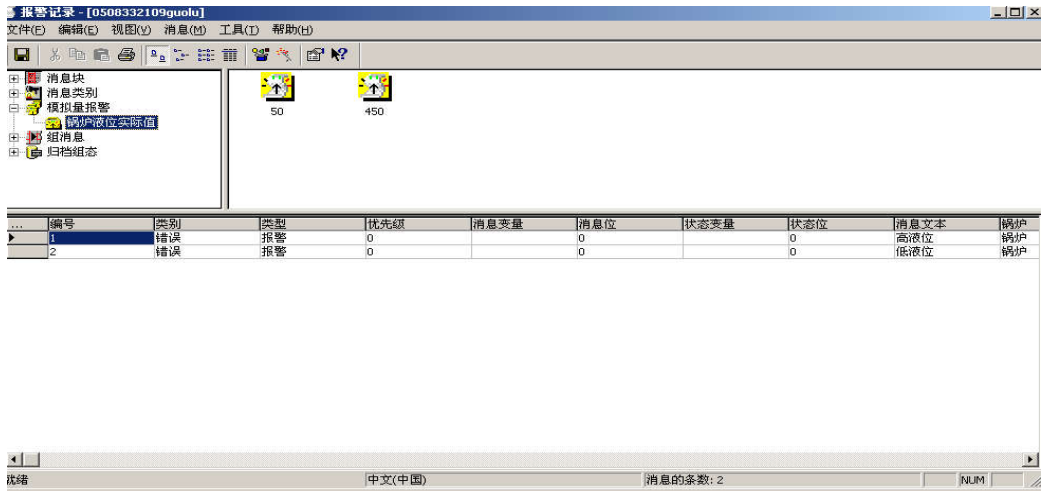 报警记录 - [0508332109guolu]
文件(F) 编辑(E) 视图(V) 消息(M) 工具(T) 帮助(H)
消息块
消息类别
模拟量报警
锅炉液位实际值
组消息
归档组态
50 450
... 编号 类别 类型 优先级 消息变量 消息位 状态变量 状态位 消息文本 锅炉
1 错误 报警 0 0 0 高液位 锅炉
2 错误 报警 0 0 0 低液位 锅炉
就绪 中文(中国) 消息的条数: 2 NUM